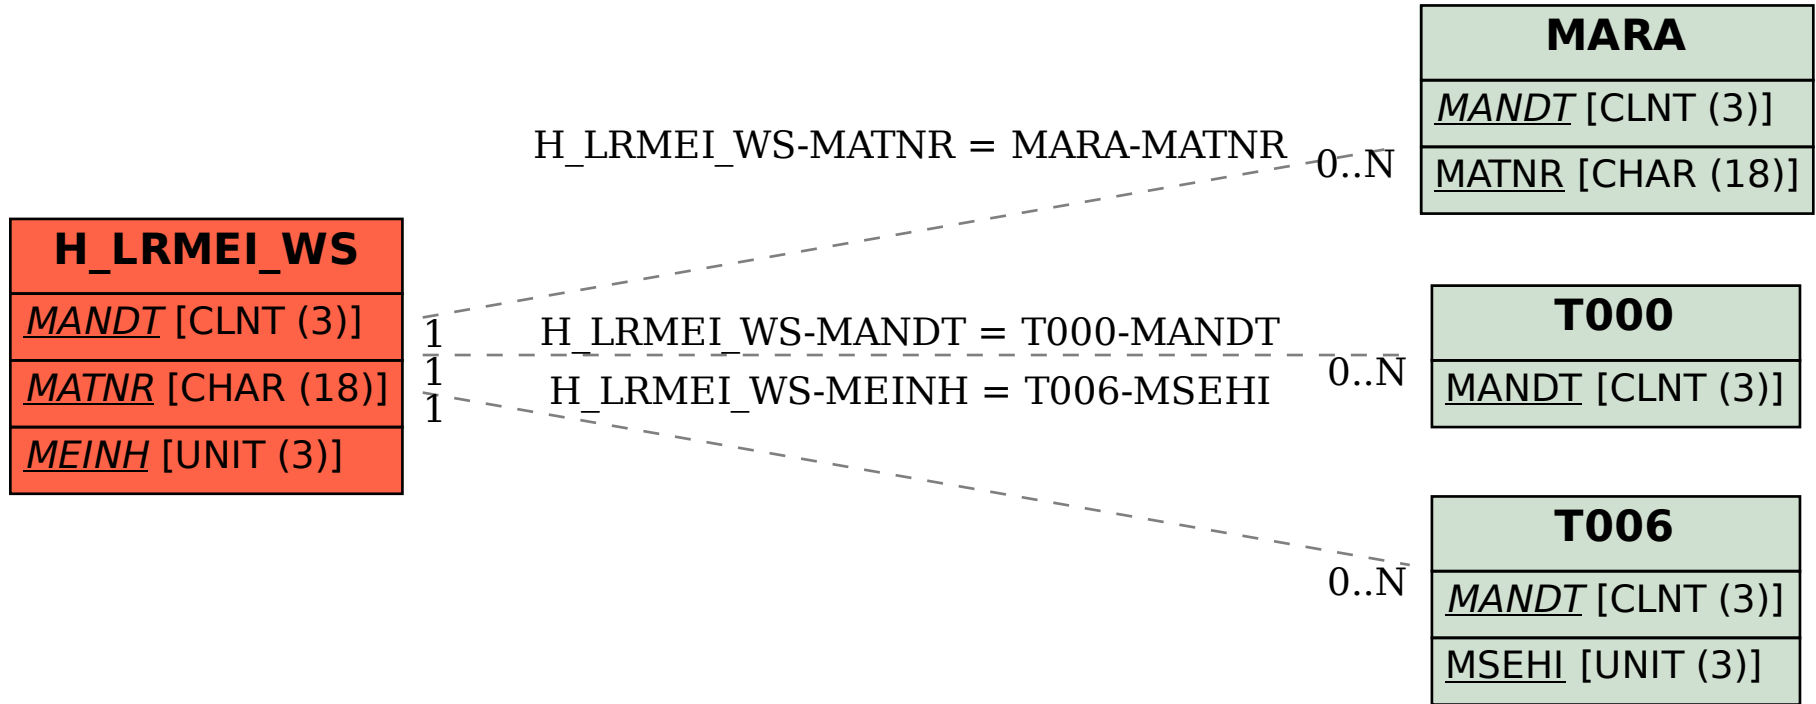 H_LRMEI_WS
MANDT [CLNT (3)]
MATNR [CHAR (18)]
MEINH [UNIT (3)]
H_LRMEI_WS-MATNR = MARA-MATNR
0..N
1
H_LRMEI_WS-MANDT = T000-MANDT
0..N
1
H_LRMEI_WS-MEINH = T006-MSEHI
0..N
1
MARA
MANDT [CLNT (3)]
MATNR [CHAR (18)]
T000
MANDT [CLNT (3)]
T006
MANDT [CLNT (3)]
MSEHI [UNIT (3)]